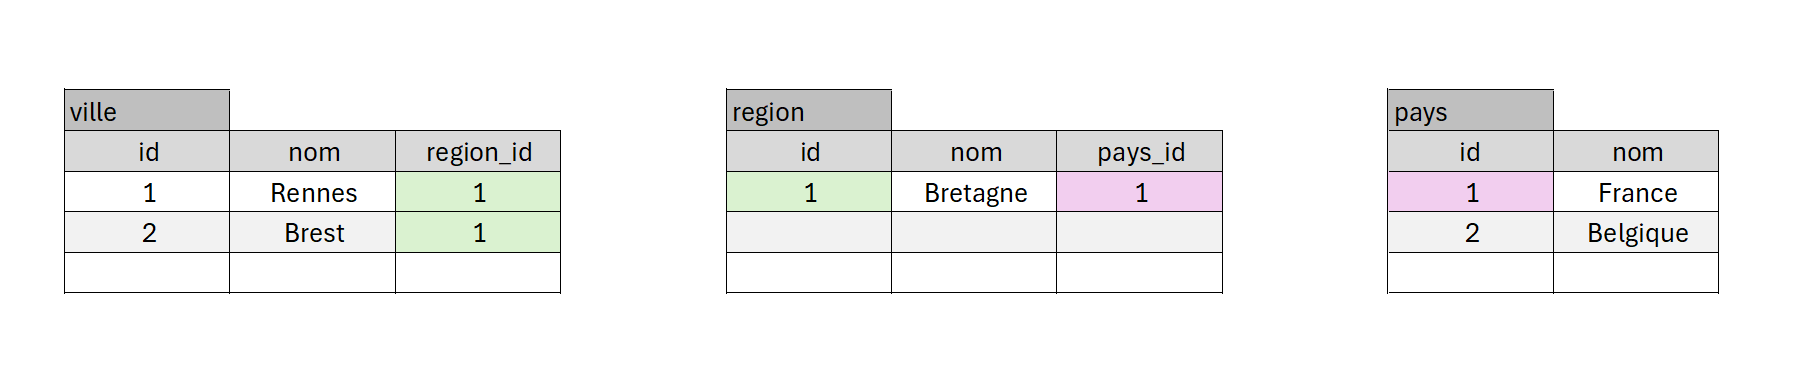 ville
id nom region_id
1 Rennes 1
2 Brest 1
region
id nom pays_id
1 Bretagne 1
pays
id nom
1 France
2 Belgique